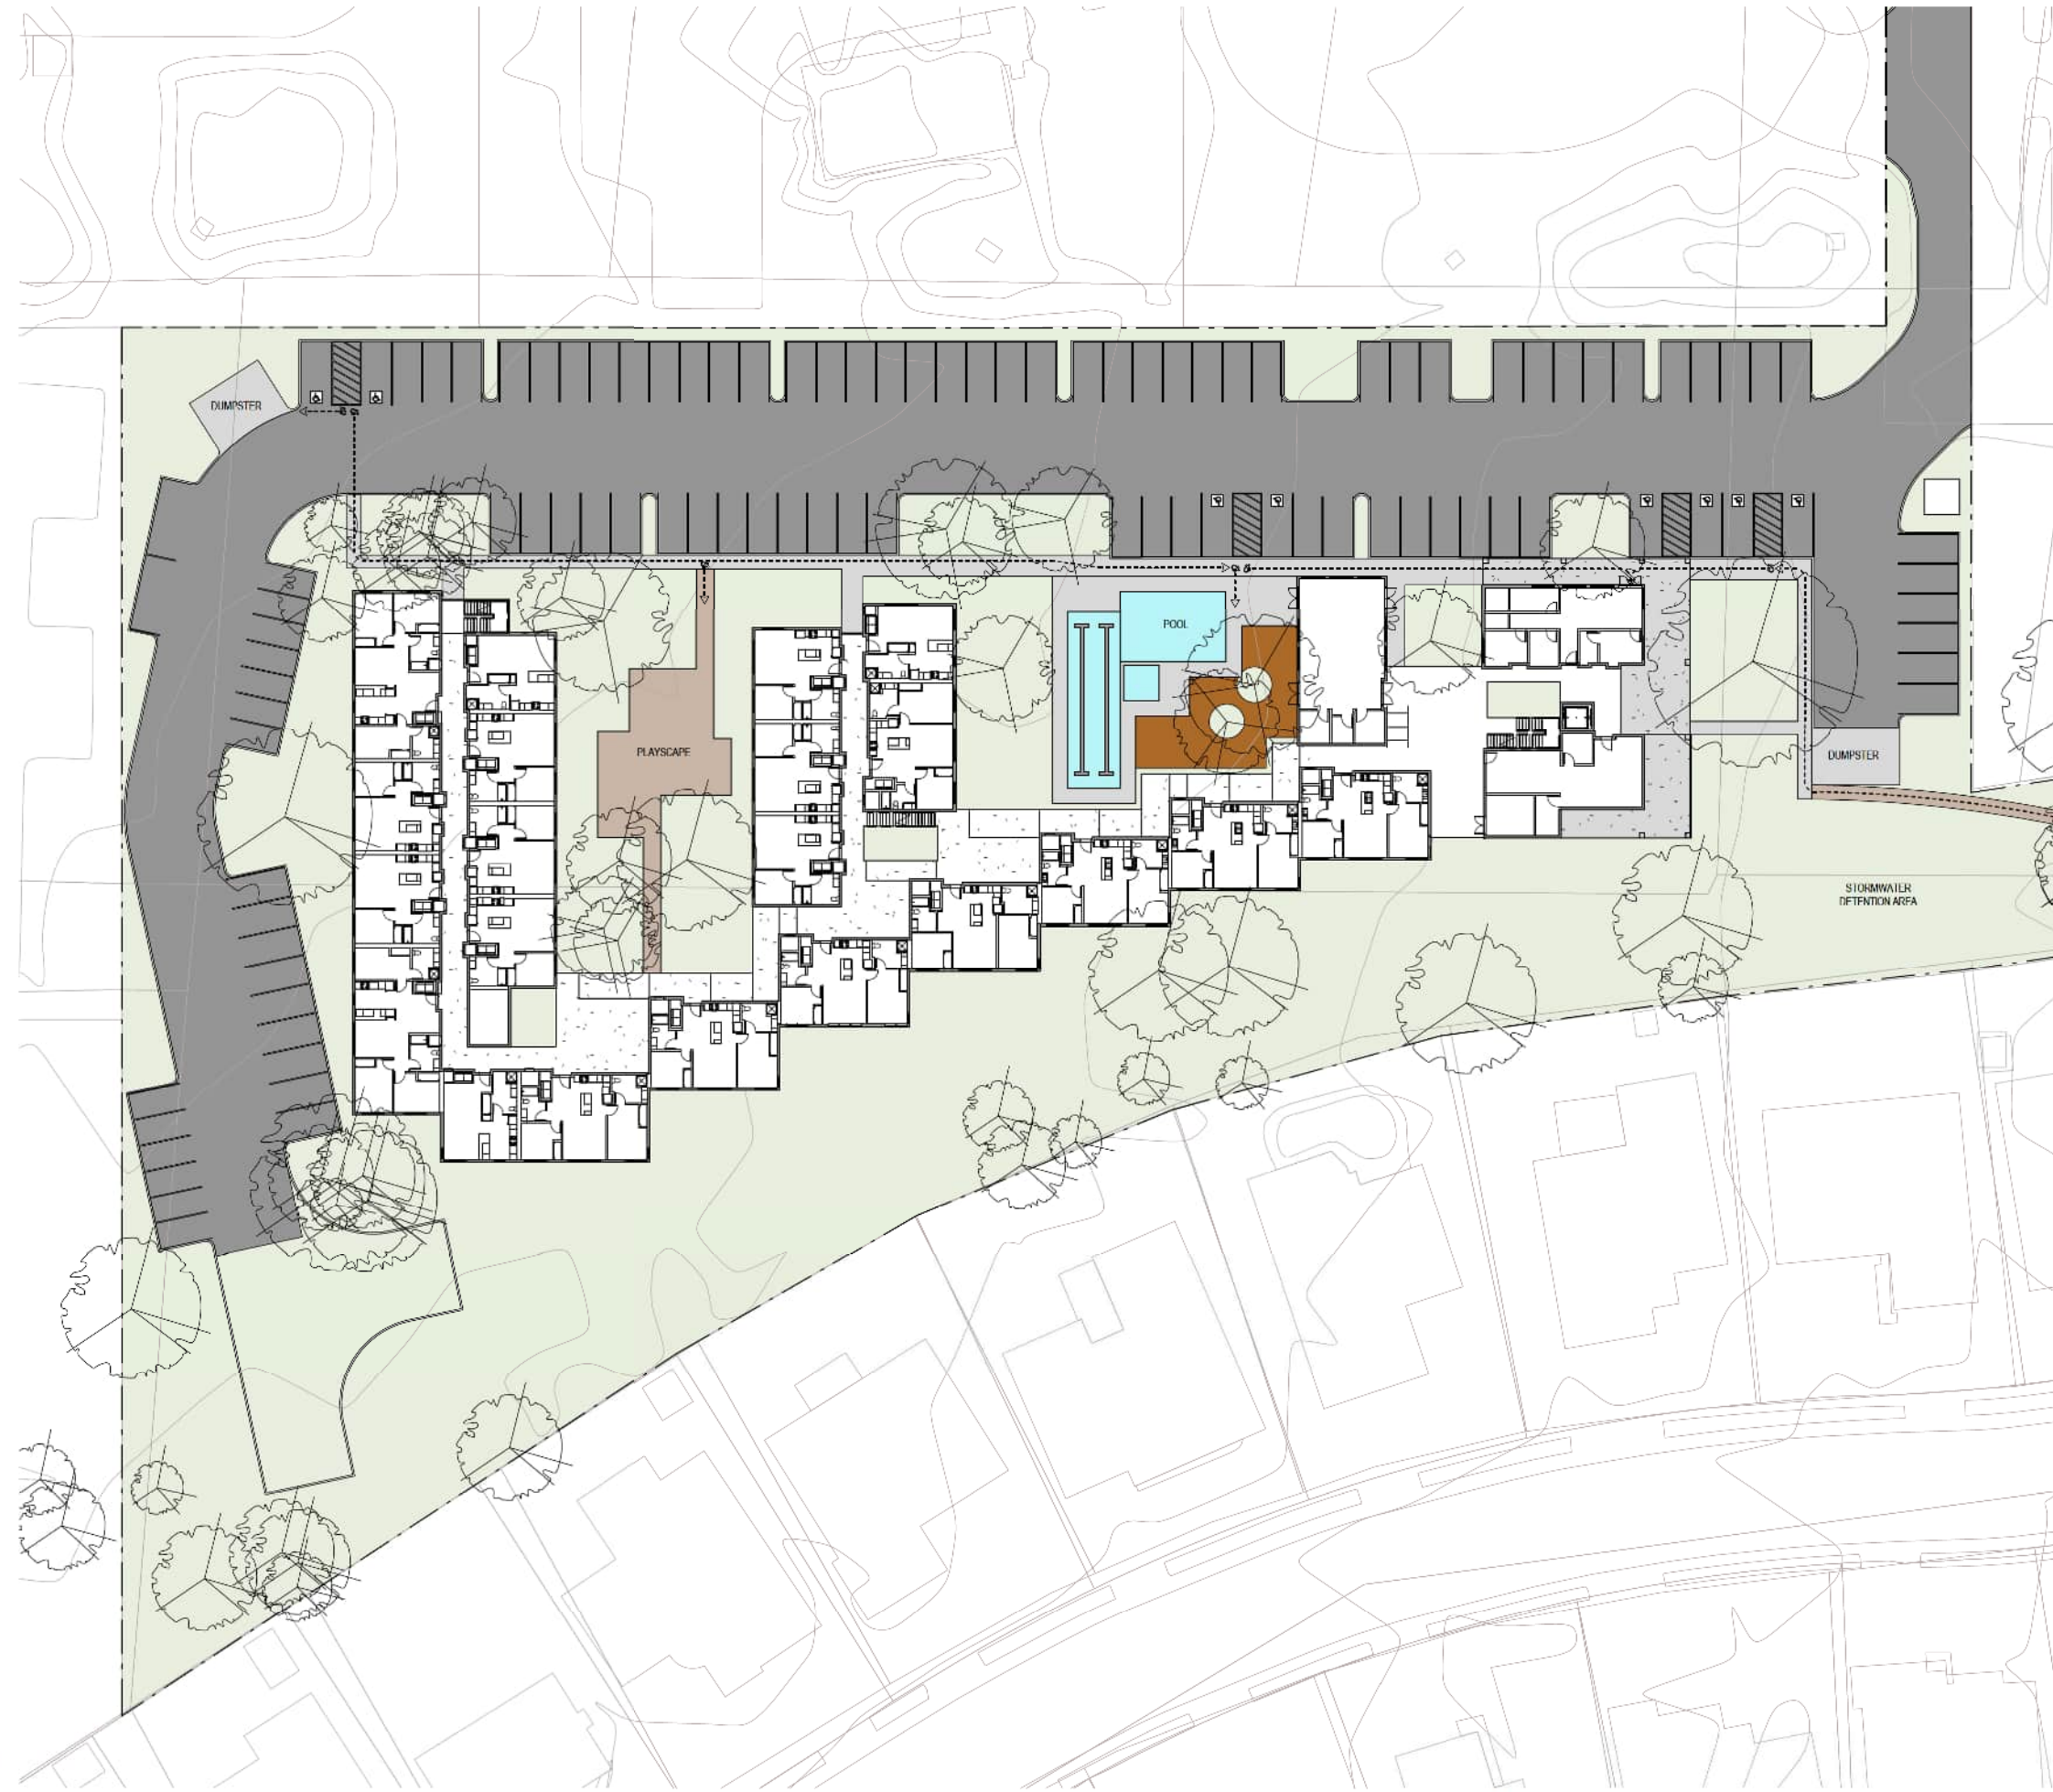 DUMPSTER
POOL
PLAYSCAPE
DUMPSTER
STORMWATER
DETENTION AREA